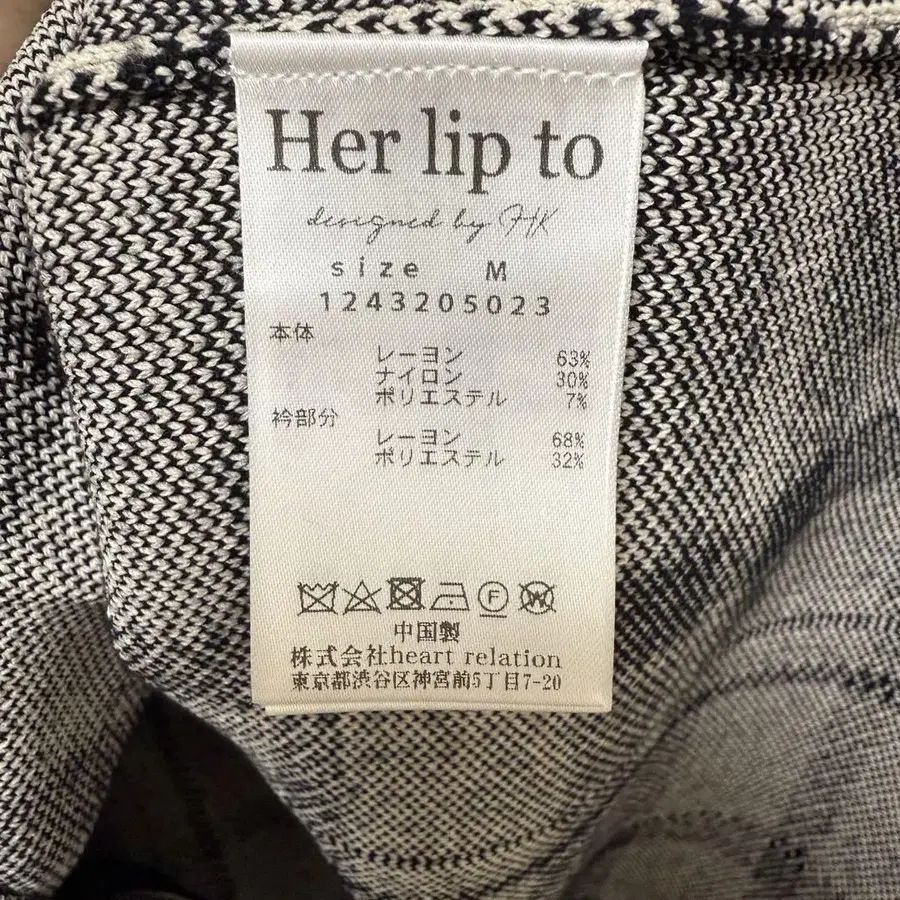 Her lip to
designed by HK
size M
1243205023
本体
レーヨン 63%
ナイロン 30%
ポリエステル 7%
衿部分
レーヨン 68%
ポリエステル 32%
F W
中国製
株式会社heart relation
東京都渋谷区神宮前5丁目7-20